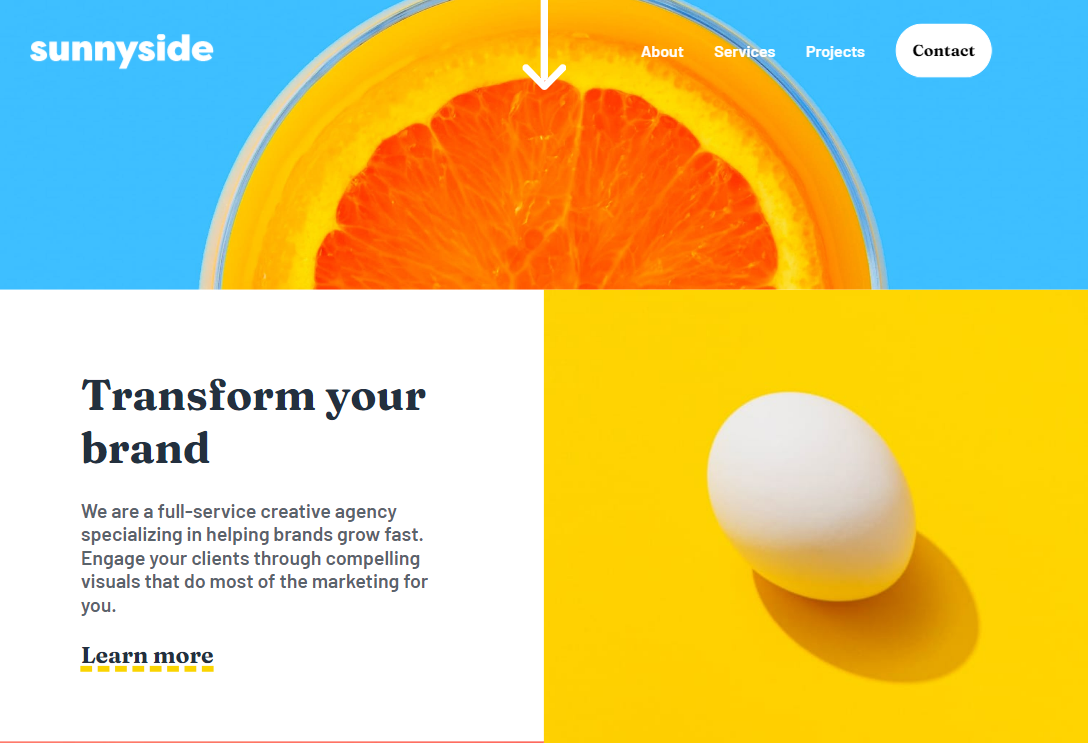 sunnyside
About Services Projects Contact
Transform your
brand
We are a full-service creative agency
specializing in helping brands grow fast.
Engage your clients through compelling
visuals that do most of the marketing for
you.
Learn more